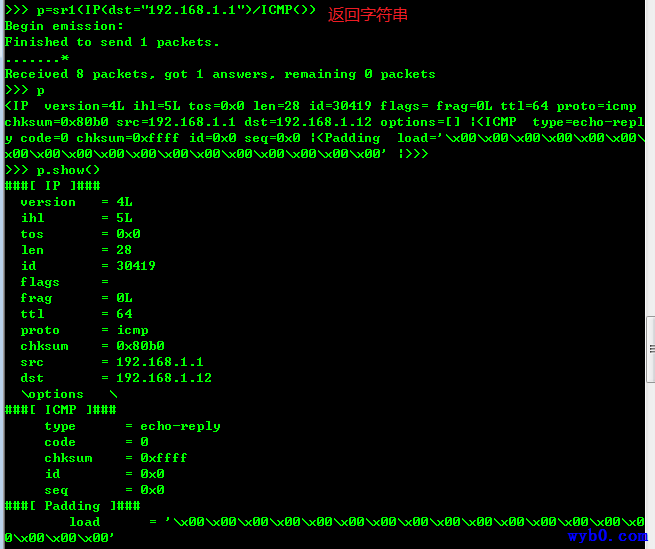 >>> p=sr1(IP(dst="192.168.1.1")/ICMP()) 返回字符串
Begin emission:
Finished to send 1 packets.
.......*
Received 8 packets, got 1 answers, remaining 0 packets
>>> p
<IP  version=4L ihl=5L tos=0x0 len=28 id=30419 flags= frag=0L ttl=64 proto=icmp
chksum=0x80b0 src=192.168.1.1 dst=192.168.1.12 options=[] |<ICMP  type=echo-repl
y code=0 chksum=0xffff id=0x0 seq=0x0 |<Padding  load='\x00\x00\x00\x00\x00\x00\
x00\x00\x00\x00\x00\x00\x00\x00\x00\x00\x00\x00' |>>>
>>> p.show()
###[ IP ]###
  version   = 4L
  ihl       = 5L
  tos       = 0x0
  len       = 28
  id        = 30419
  flags     =
  frag      = 0L
  ttl       = 64
  proto     = icmp
  chksum    = 0x80b0
  src       = 192.168.1.1
  dst       = 192.168.1.12
  \options   \
###[ ICMP ]###
     type      = echo-reply
     code      = 0
     chksum    = 0xffff
     id        = 0x0
     seq       = 0x0
###[ Padding ]###
        load      = '\x00\x00\x00\x00\x00\x00\x00\x00\x00\x00\x00\x00\x00\x00\x0
0\x00\x00\x00'
wyb0.com